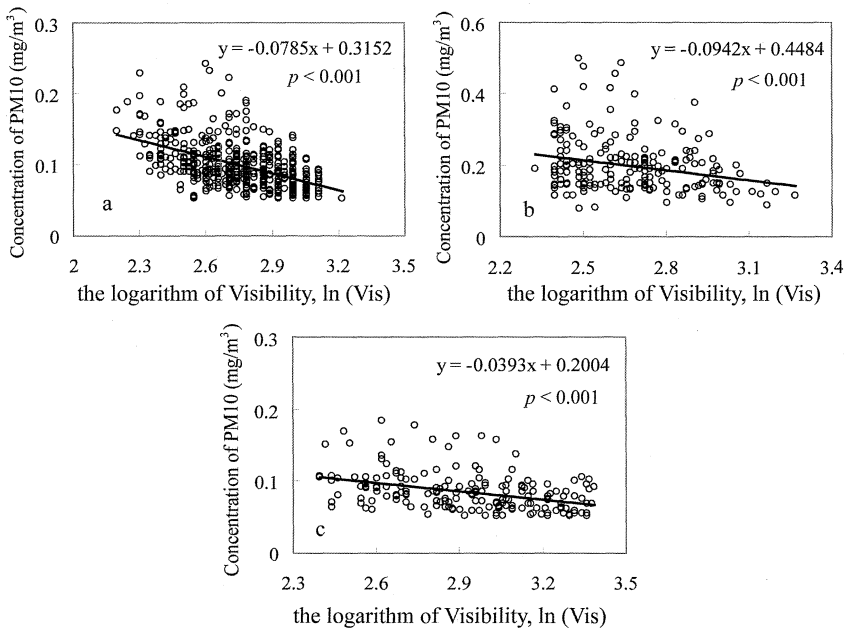 Concentration of PM10 (mg/m³)
0.3
0.2
0.1
0
y = -0.0785x + 0.3152
p < 0.001
a
2 2.3 2.6 2.9 3.2 3.5
the logarithm of Visibility, ln (Vis)
Concentration of PM10 (mg/m³)
0.6
0.4
0.2
0
y = -0.0942x + 0.4484
p < 0.001
b
2.2 2.5 2.8 3.1 3.4
the logarithm of Visibility, ln (Vis)
Concentration of PM10 (mg/m³)
0.3
0.2
0.1
0
y = -0.0393x + 0.2004
p < 0.001
c
2.3 2.6 2.9 3.2 3.5
the logarithm of Visibility, ln (Vis)